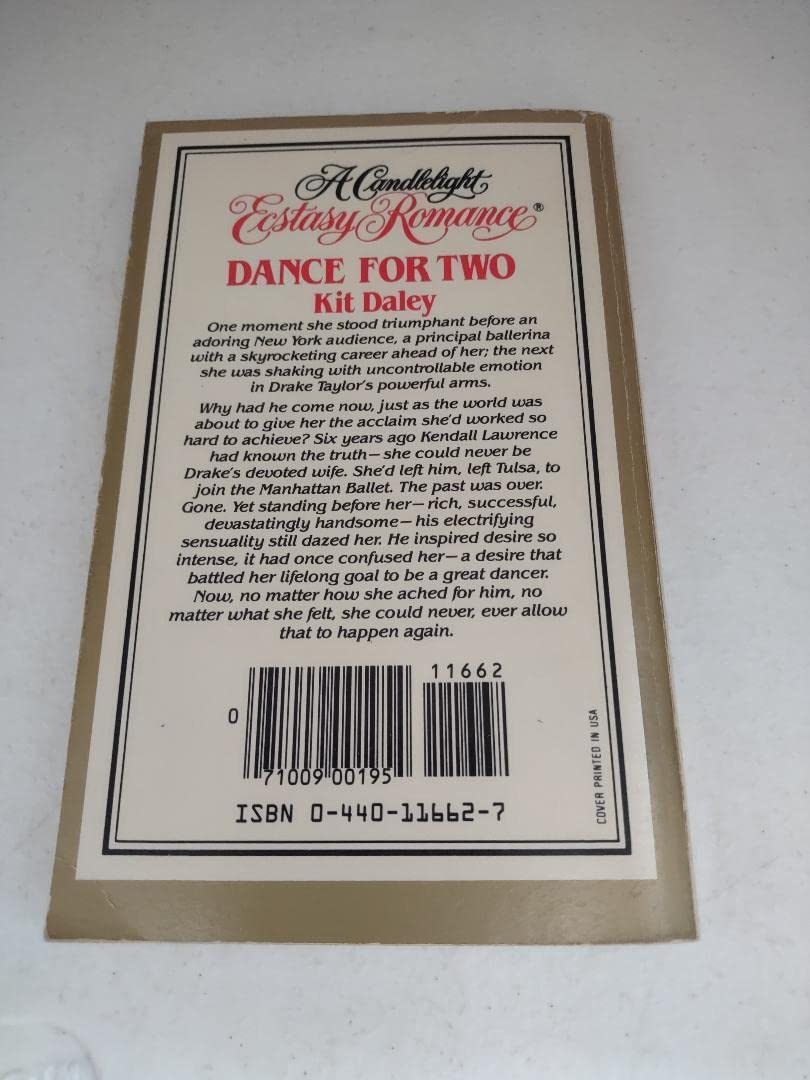 A Candlelight
Ecstasy Romance®
DANCE FOR TWO
Kit Daley
One moment she stood triumphant before an
adoring New York audience, a principal ballerina
with a skyrocketing career ahead of her; the next
she was shaking with uncontrollable emotion
in Drake Taylor's powerful arms.
Why had he come now, just as the world was
about to give her the acclaim she'd worked so
hard to achieve? Six years ago Kendall Lawrence
had known the truth—she could never be
Drake's devoted wife. She'd left him, left Tulsa, to
join the Manhattan Ballet. The past was over.
Gone. Yet standing before her—rich, successful,
devastatingly handsome—his electrifying
sensuality still dazed her. He inspired desire so
intense, it had once confused her—a desire that
battled her lifelong goal to be a great dancer.
Now, no matter how she ached for him, no
matter what she felt, she could never, ever allow
that to happen again.
11662
0
71009 00195
ISBN 0-440-11662-7
COVER PRINTED IN USA